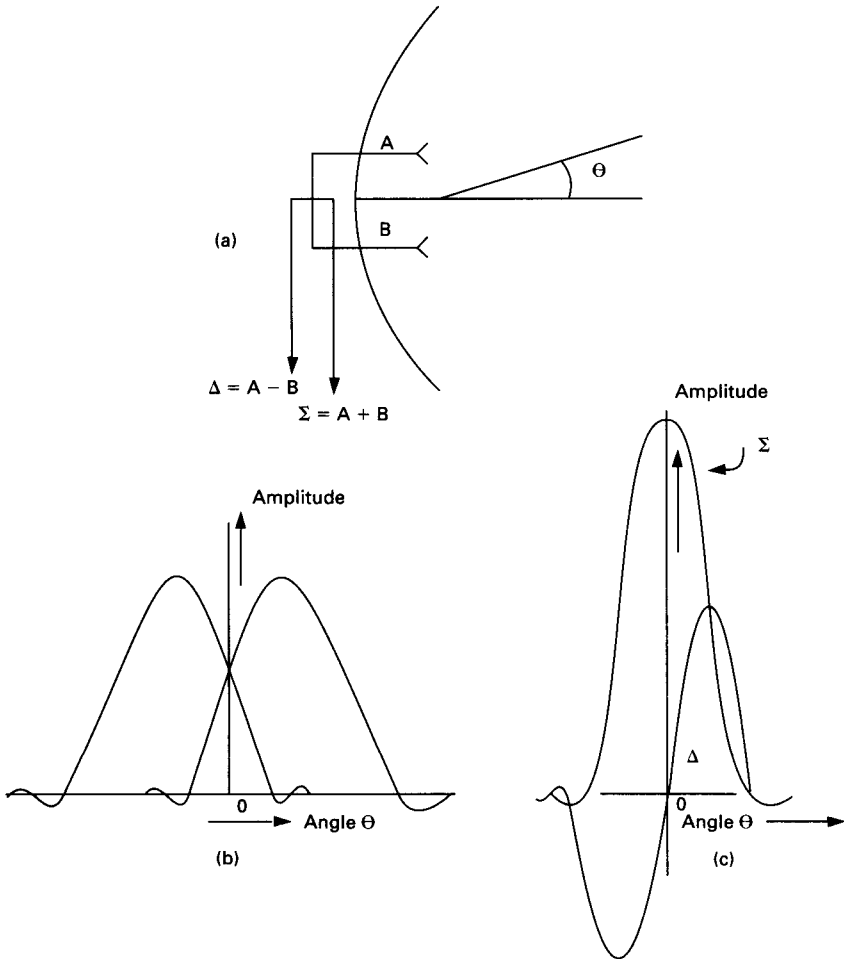 A
Θ
B
(a)
Δ = A − B
Σ = A + B
Amplitude
Σ
Amplitude
Δ
0
0
Angle Θ
Angle Θ
(b)
(c)